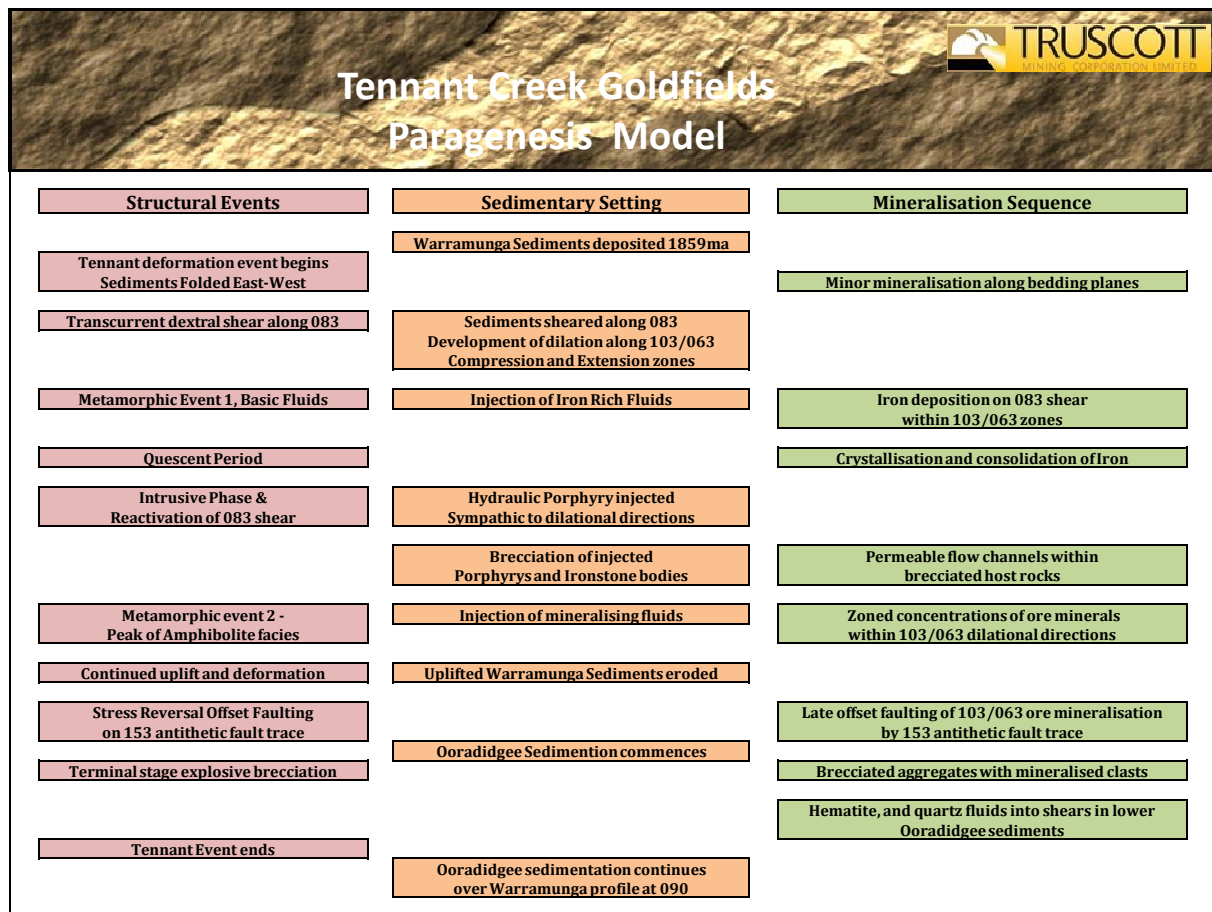 TRUSCOTT
MINING CORPORATION LIMITED
Tennant Creek Goldfields
Paragenesis Model
Structural Events
Sedimentary Setting
Mineralisation Sequence
Warramunga Sediments deposited 1859ma
Tennant deformation event begins
Sediments Folded East-West
Minor mineralisation along bedding planes
Transcurrent dextral shear along 083
Sediments sheared along 083
Development of dilation along 103/063
Compression and Extension zones
Metamorphic Event 1, Basic Fluids
Injection of Iron Rich Fluids
Iron deposition on 083 shear
within 103/063 zones
Quescent Period
Crystallisation and consolidation of Iron
Intrusive Phase &
Reactivation of 083 shear
Hydraulic Porphyry injected
Sympathic to dilational directions
Brecciation of injected
Porphyrys and Ironstone bodies
Permeable flow channels within
brecciated host rocks
Metamorphic event 2 -
Peak of Amphibolite facies
Injection of mineralising fluids
Zoned concentrations of ore minerals
within 103/063 dilational directions
Continued uplift and deformation
Uplifted Warramunga Sediments eroded
Stress Reversal Offset Faulting
on 153 antithetic fault trace
Late offset faulting of 103/063 ore mineralisation
by 153 antithetic fault trace
Ooradidgee Sedimention commences
Terminal stage explosive brecciation
Brecciated aggregates with mineralised clasts
Hematite, and quartz fluids into shears in lower
Ooradidgee sediments
Tennant Event ends
Ooradidgee sedimentation continues
over Warramunga profile at 090